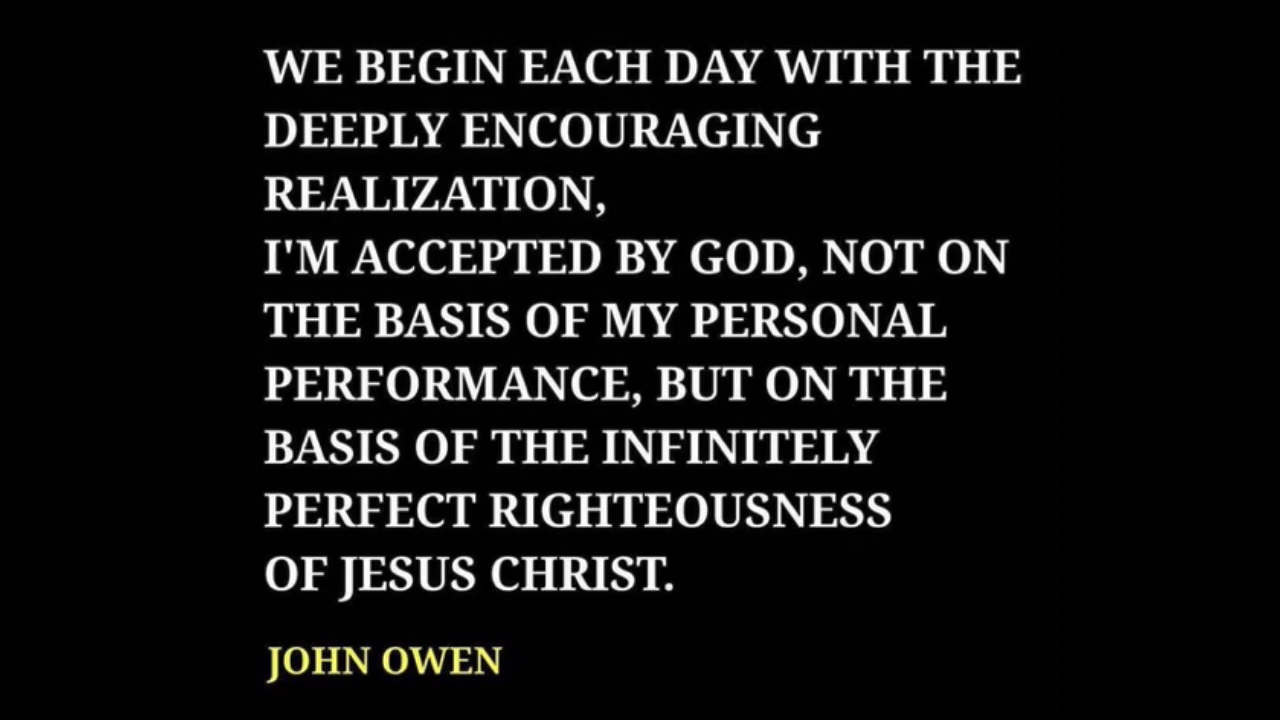 WE BEGIN EACH DAY WITH THE
DEEPLY ENCOURAGING
REALIZATION,
I'M ACCEPTED BY GOD, NOT ON
THE BASIS OF MY PERSONAL
PERFORMANCE, BUT ON THE
BASIS OF THE INFINITELY
PERFECT RIGHTEOUSNESS
OF JESUS CHRIST.
JOHN OWEN